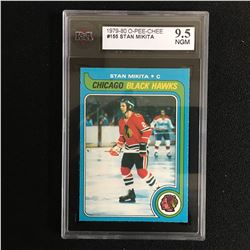 1979-80 O-PEE-CHEE
#155 STAN MIKITA
9.5
NGM
STAN MIKITA • C
CHICAGO BLACK HAWKS